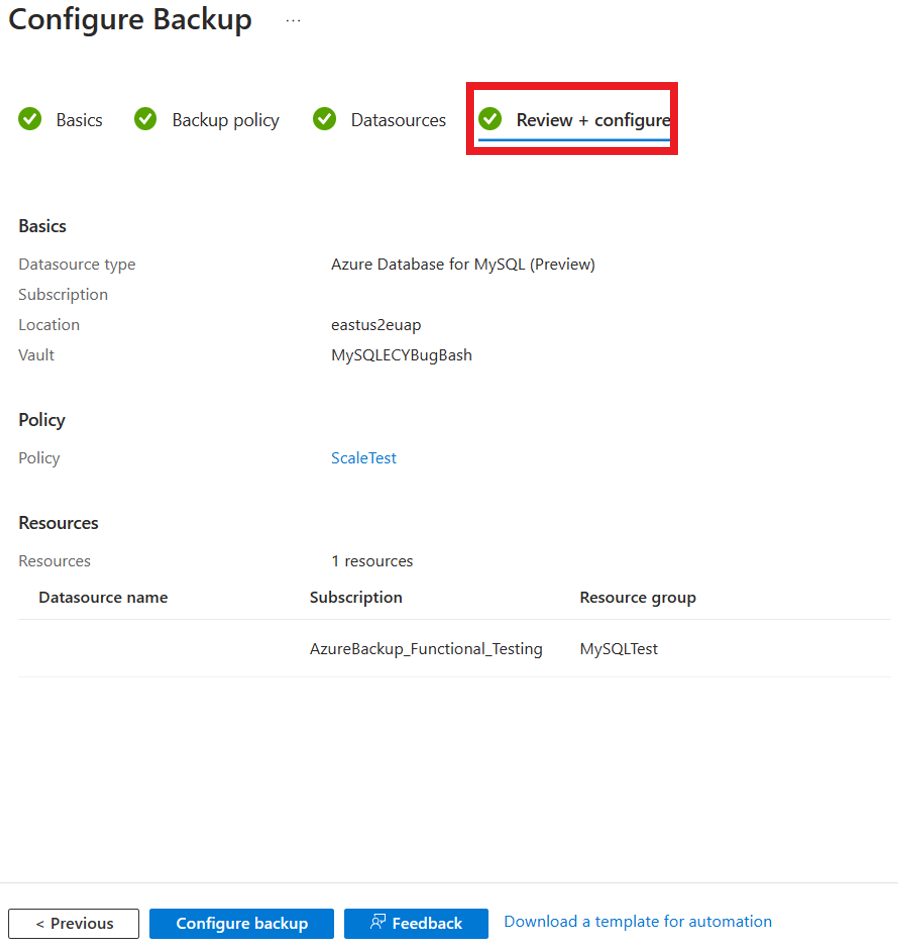 Configure Backup ...
Basics Backup policy Datasources Review + configure
Basics
Datasource type Azure Database for MySQL (Preview)
Subscription
Location eastus2euap
Vault MySQLECYBugBash
Policy
Policy ScaleTest
Resources
Resources 1 resources
Datasource name Subscription Resource group
AzureBackup_Functional_Testing MySQLTest
< Previous Configure backup Feedback Download a template for automation